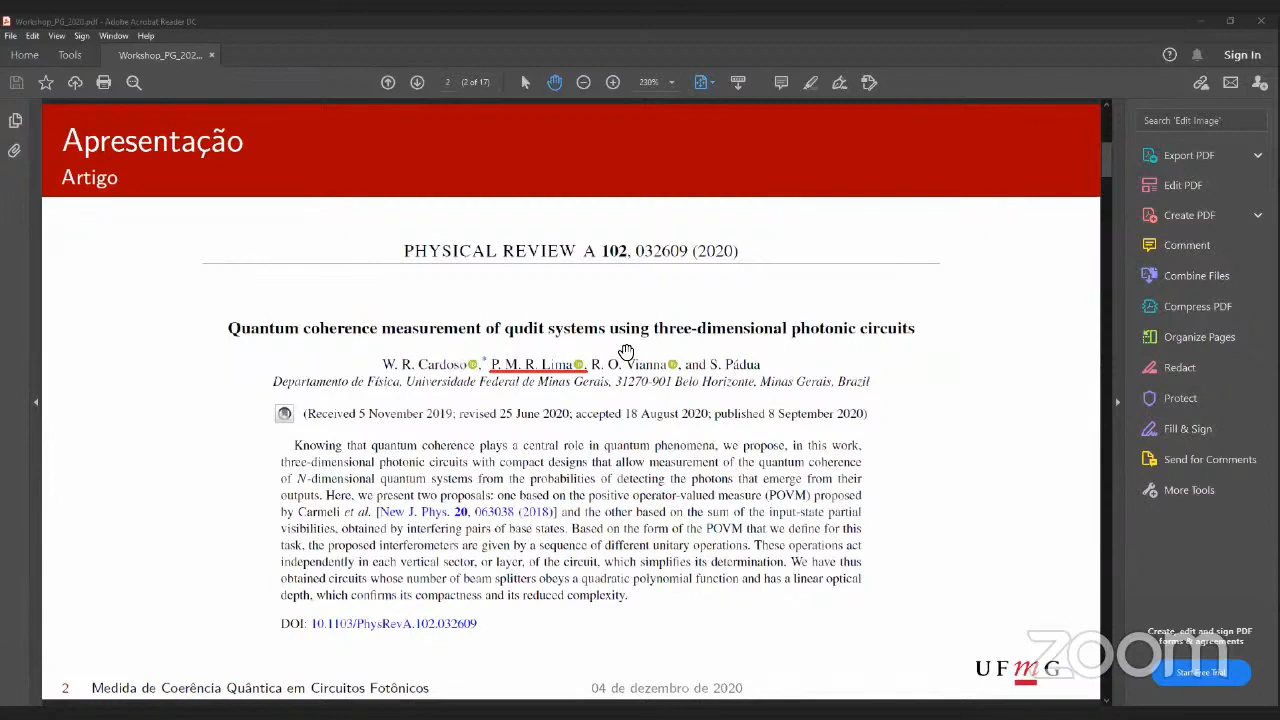 Workshop_PG_2020.pdf - Adobe Acrobat Reader DC
File Edit View Sign Window Help
Home Tools Workshop_PG_202... × Sign In
2 (2 of 17) 230%
Apresentação
Artigo
PHYSICAL REVIEW A 102, 032609 (2020)
Quantum coherence measurement of qudit systems using three-dimensional photonic circuits
W. R. Cardoso,* P. M. R. Lima, R. O. Vianna, and S. Pádua
Departamento de Física, Universidade Federal de Minas Gerais, 31270-901 Belo Horizonte, Minas Gerais, Brazil
(Received 5 November 2019; revised 25 June 2020; accepted 18 August 2020; published 8 September 2020)
Knowing that quantum coherence plays a central role in quantum phenomena, we propose, in this work,
three-dimensional photonic circuits with compact designs that allow measurement of the quantum coherence
of N-dimensional quantum systems from the probabilities of detecting the photons that emerge from their
outputs. Here, we present two proposals: one based on the positive operator-valued measure (POVM) proposed
by Carmeli et al. [New J. Phys. 20, 063038 (2018)] and the other based on the sum of the input-state partial
visibilities, obtained by interfering pairs of base states. Based on the form of the POVM that we define for this
task, the proposed interferometers are given by a sequence of different unitary operations. These operations act
independently in each vertical sector, or layer, of the circuit, which simplifies its determination. We have thus
obtained circuits whose number of beam splitters obeys a quadratic polynomial function and has a linear optical
depth, which confirms its compactness and its reduced complexity.
DOI: 10.1103/PhysRevA.102.032609
UFmG
2 Medida de Coerência Quântica em Circuitos Fotônicos 04 de dezembro de 2020
Search 'Edit Image'
Export PDF
Edit PDF
Create PDF
Comment
Combine Files
Compress PDF
Organize Pages
Redact
Protect
Fill & Sign
Send for Comments
More Tools
Create, edit and sign PDF
forms & agreements
Start Free Trial
zoom